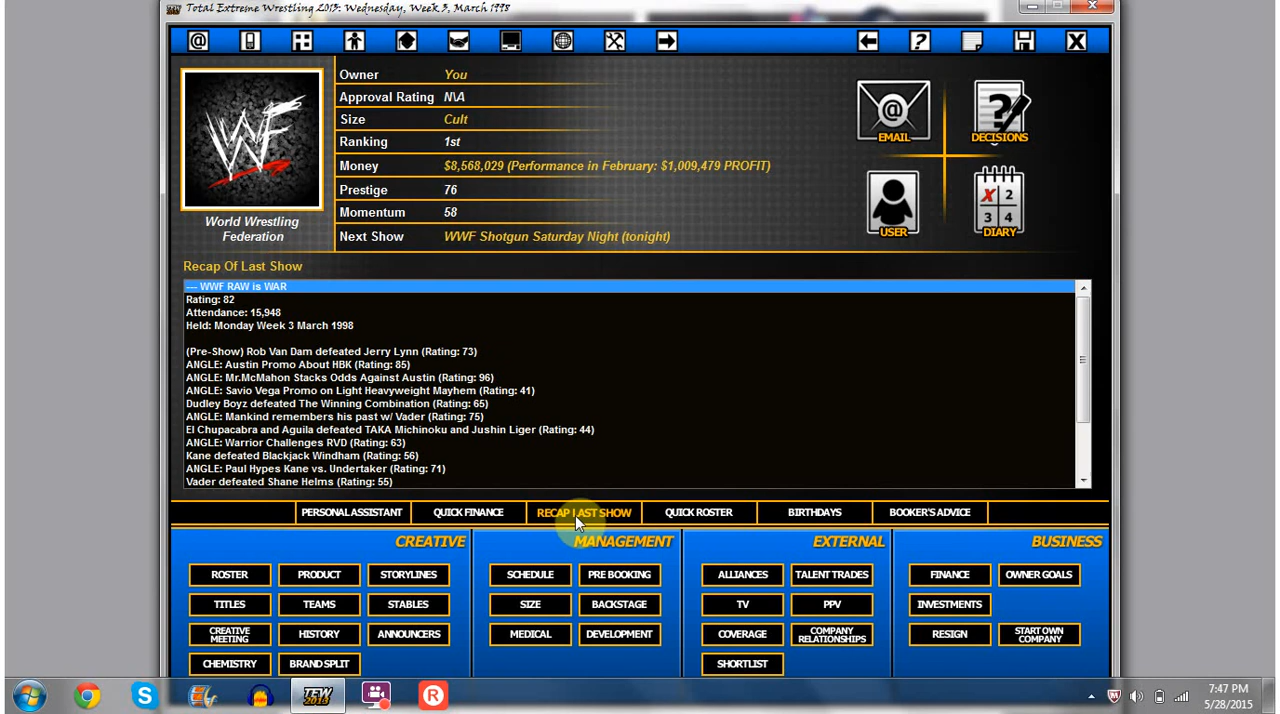 Total Extreme Wrestling 2013: Wednesday, Week 3, March 1998
WF
World Wrestling
Federation
Owner You
Approval Rating N\A
Size Cult
Ranking 1st
Money $8,568,029 (Performance in February: $1,009,479 PROFIT)
Prestige 76
Momentum 58
Next Show WWF Shotgun Saturday Night (tonight)
EMAIL DECISIONS
X 2
3 4
USER DIARY
Recap Of Last Show
--- WWF RAW is WAR
Rating: 82
Attendance: 15,948
Held: Monday Week 3 March 1998
(Pre-Show) Rob Van Dam defeated Jerry Lynn (Rating: 73)
ANGLE: Austin Promo About HBK (Rating: 85)
ANGLE: Mr.McMahon Stacks Odds Against Austin (Rating: 96)
ANGLE: Savio Vega Promo on Light Heavyweight Mayhem (Rating: 41)
Dudley Boyz defeated The Winning Combination (Rating: 65)
ANGLE: Mankind remembers his past w/ Vader (Rating: 75)
El Chupacabra and Aguila defeated TAKA Michinoku and Jushin Liger (Rating: 44)
ANGLE: Warrior Challenges RVD (Rating: 63)
Kane defeated Blackjack Windham (Rating: 56)
ANGLE: Paul Hypes Kane vs. Undertaker (Rating: 71)
Vader defeated Shane Helms (Rating: 55)
PERSONAL ASSISTANT QUICK FINANCE RECAP LAST SHOW QUICK ROSTER BIRTHDAYS BOOKER'S ADVICE
CREATIVE MANAGEMENT EXTERNAL BUSINESS
ROSTER PRODUCT STORYLINES SCHEDULE PRE BOOKING ALLIANCES TALENT TRADES FINANCE OWNER GOALS
TITLES TEAMS STABLES SIZE BACKSTAGE TV PPV INVESTMENTS
CREATIVE MEETING HISTORY ANNOUNCERS MEDICAL DEVELOPMENT COVERAGE COMPANY RELATIONSHIPS RESIGN START OWN COMPANY
CHEMISTRY BRAND SPLIT SHORTLIST
TEW 2013
7:47 PM
5/28/2015